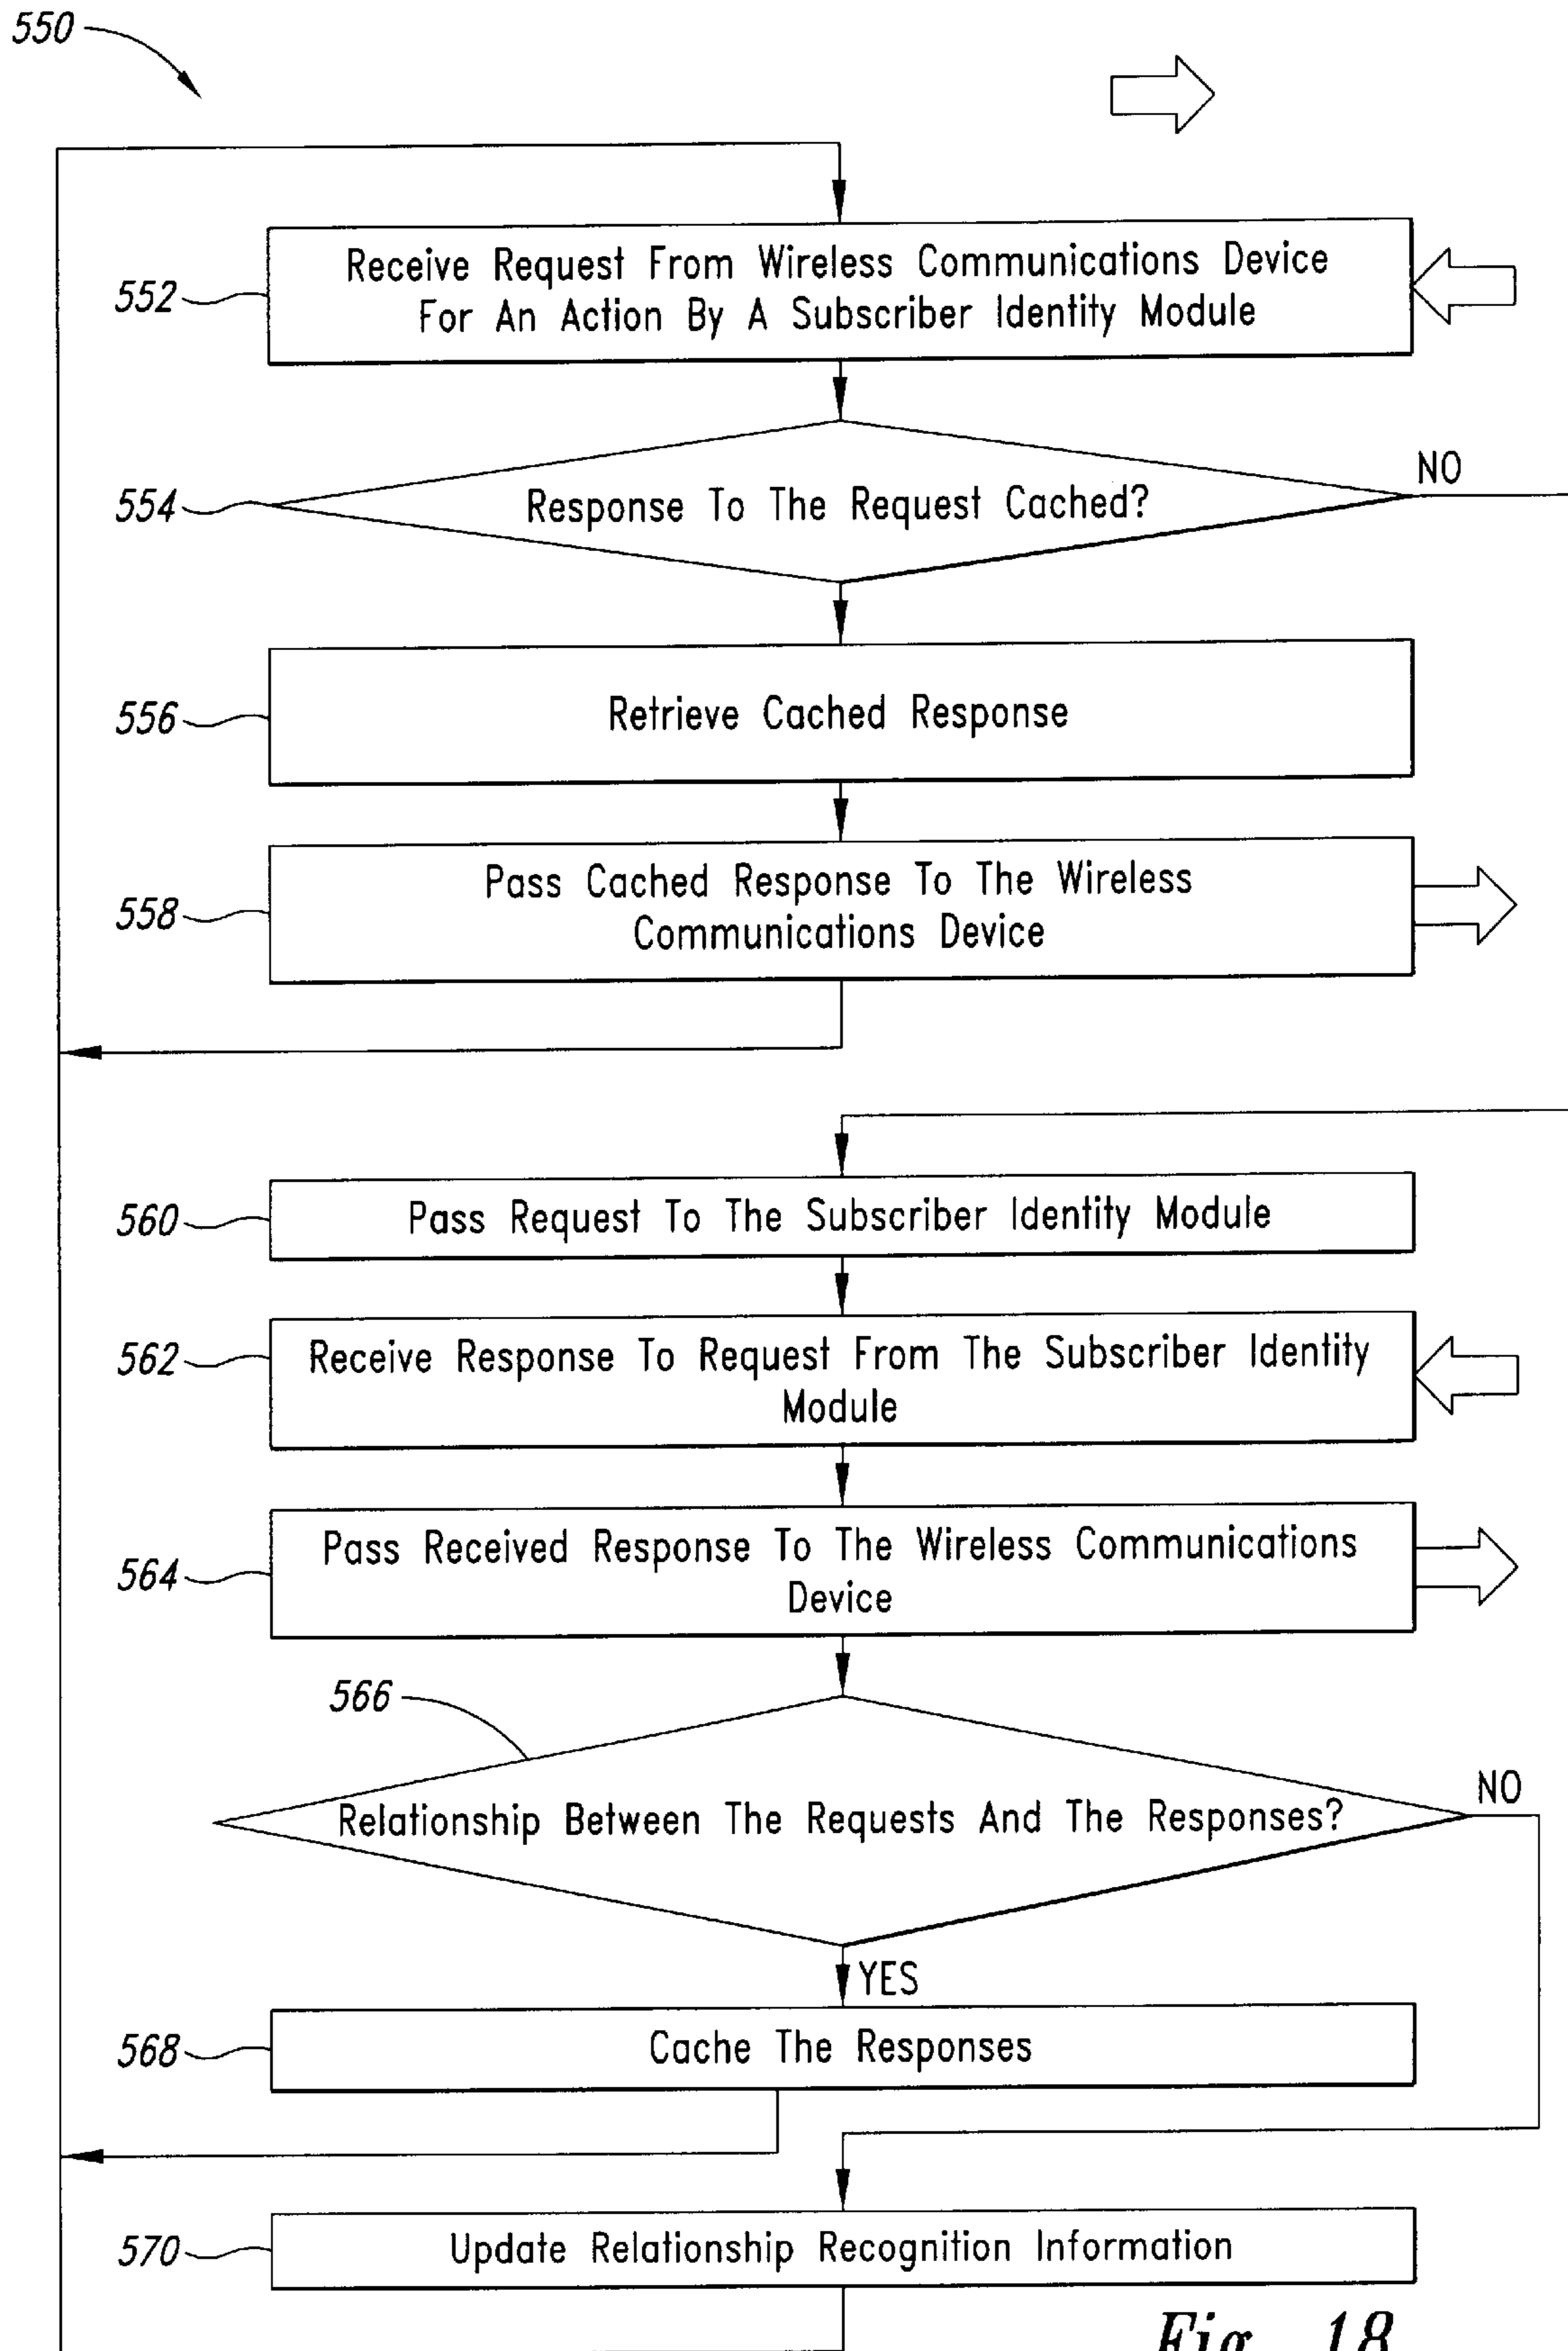 550
552
Receive Request From Wireless Communications Device
For An Action By A Subscriber Identity Module
554
Response To The Request Cached?
NO
556
Retrieve Cached Response
558
Pass Cached Response To The Wireless
Communications Device
560
Pass Request To The Subscriber Identity Module
562
Receive Response To Request From The Subscriber Identity
Module
564
Pass Received Response To The Wireless Communications
Device
566
Relationship Between The Requests And The Responses?
NO
YES
568
Cache The Responses
570
Update Relationship Recognition Information
Fig. 18